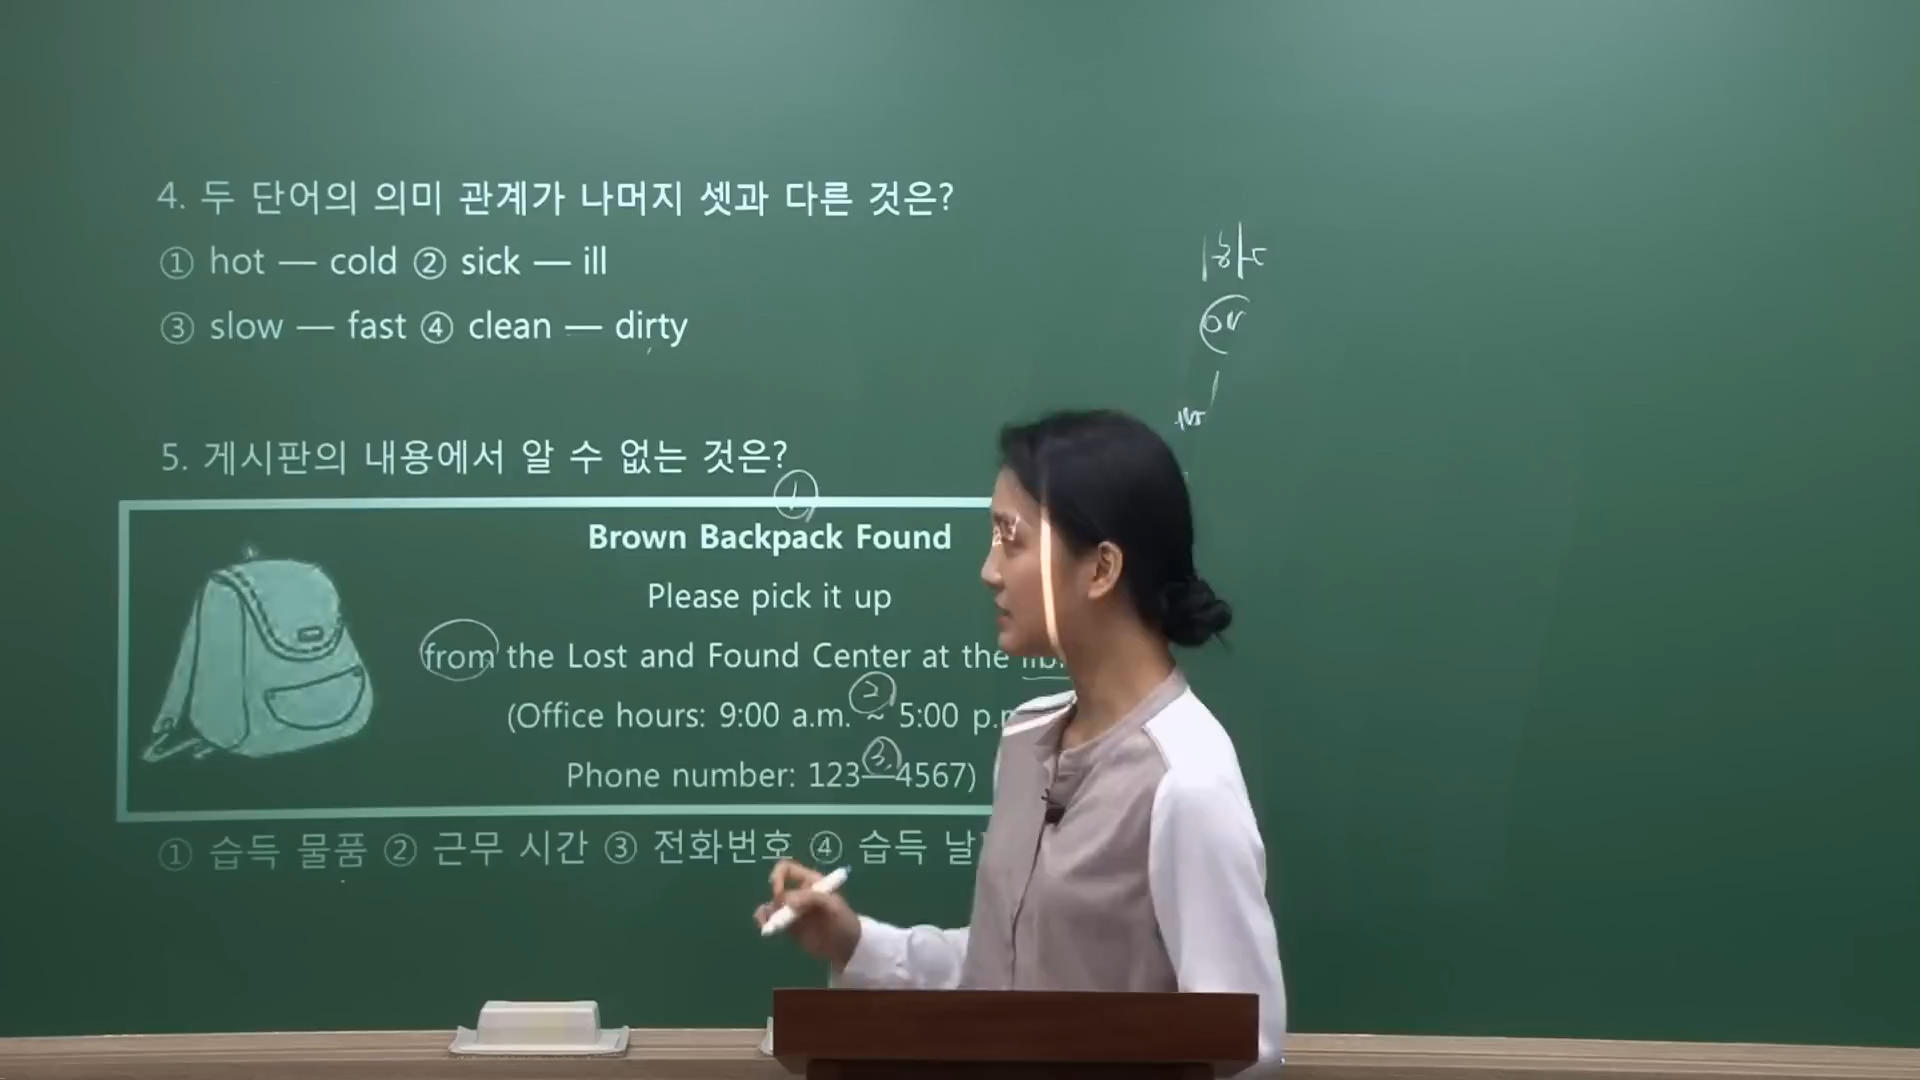 4. 두 단어의 의미 관계가 나머지 셋과 다른 것은?
① hot — cold ② sick — ill
③ slow — fast ④ clean — dirty
5. 게시판의 내용에서 알 수 없는 것은?
①
Brown Backpack Found
Please pick it up
from the Lost and Found Center at the
②
(Office hours: 9:00 a.m. ~ 5:00
③
Phone number: 123—4567)
① 습득 물품 ② 근무 시간 ③ 전화번호 ④ 습득